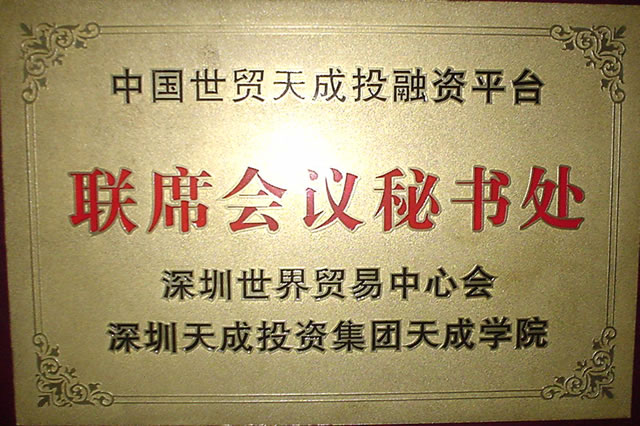 中国世贸天成投融资平台
联席会议秘书处
深圳世界贸易中心会
深圳天成投资集团天成学院